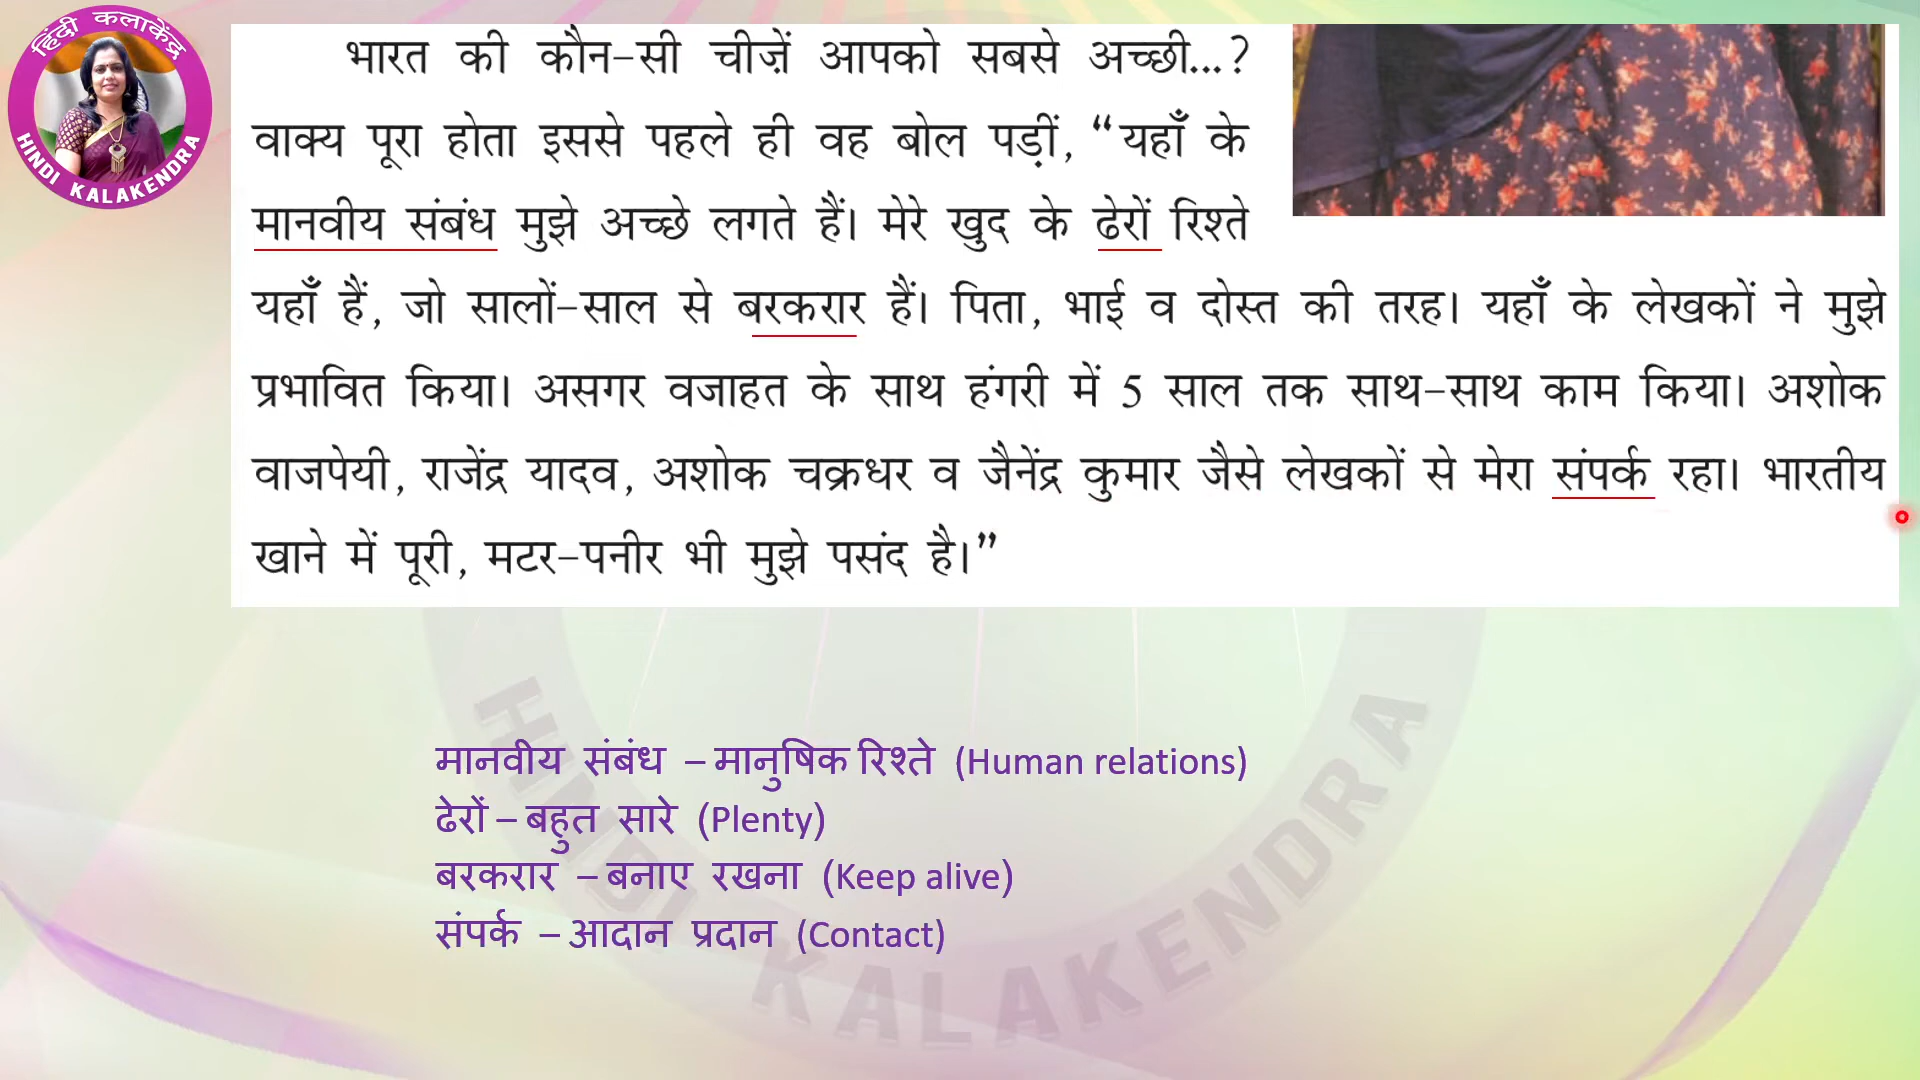 हिंदी कलाकेंद्र
HINDI KALAKENDRA
भारत की कौन-सी चीज़ें आपको सबसे अच्छी...?
वाक्य पूरा होता इससे पहले ही वह बोल पड़ीं, “यहाँ के
मानवीय संबंध मुझे अच्छे लगते हैं। मेरे खुद के ढेरों रिश्ते
यहाँ हैं, जो सालों-साल से बरकरार हैं। पिता, भाई व दोस्त की तरह। यहाँ के लेखकों ने मुझे
प्रभावित किया। असगर वजाहत के साथ हंगरी में 5 साल तक साथ-साथ काम किया। अशोक
वाजपेयी, राजेंद्र यादव, अशोक चक्रधर व जैनेंद्र कुमार जैसे लेखकों से मेरा संपर्क रहा। भारतीय
खाने में पूरी, मटर-पनीर भी मुझे पसंद है।”
मानवीय संबंध – मानुषिक रिश्ते (Human relations)
ढेरों – बहुत सारे (Plenty)
बरकरार – बनाए रखना (Keep alive)
संपर्क – आदान प्रदान (Contact)
HINDI KALAKENDRA